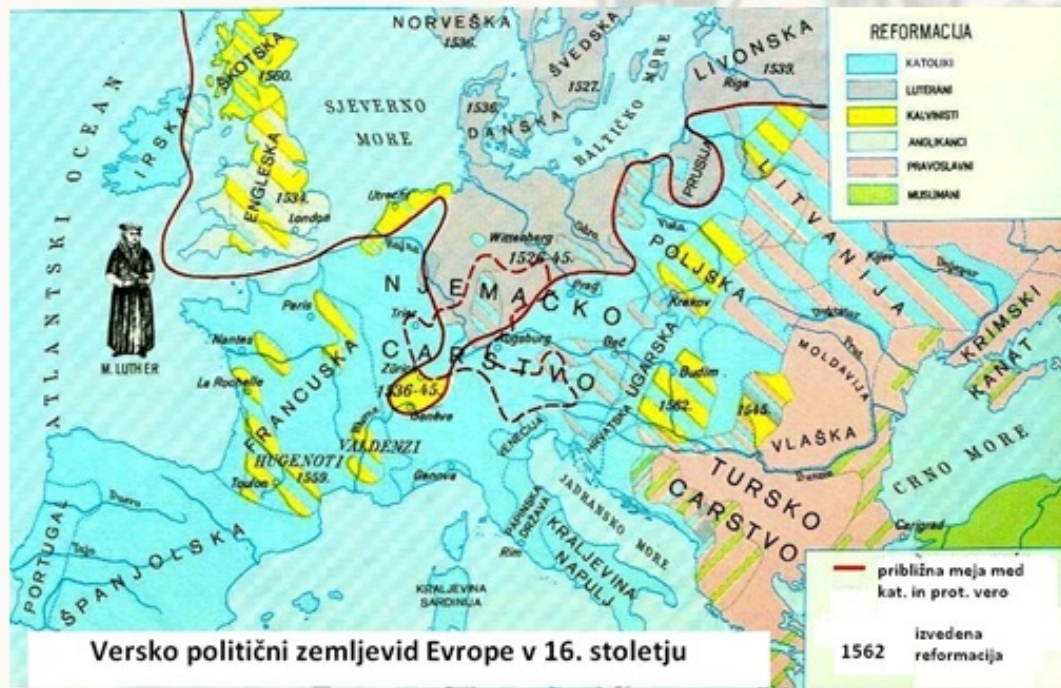 NORVEŠKA
1536.
ŠVEDSKA
1527.
LIVONSKA
1539.
Riga
REFORMACIJA
KATOLIKI
LUTERANI
KALVINISTI
ANGLIKANCI
PRAVOSLAVNI
MUSLIMANI
ŠKOTSKA
1560.
SJEVERNO
MORE
1536.
DANSKA
BALTIČKO
MORE
PRUSIJA
LITVANIJA
IRSKA
ENGLESKA
1534.
London
Utrecht
ATLANTSKI OCEAN
M. LUTHER
Wittenberg
1526-45.
NJEMAČKO
CARSTVO
Prag
POLJSKA
Krakov
Kijev
Paris
Trier
Augsburg
Beč
Nantes
La Rochelle
FRANCUSKA
Zürich
1536-45.
Genève
UGARSKA
Budim
1562.
1545.
MOLDAVIJA
KRIMSKI
KANAT
VALDENZI
HUGENOTI
1559.
Toulon
VENECIJA
HRVATSKA
VLAŠKA
Genova
JADRANSKO MORE
TURSKO
CARSTVO
CRNO MORE
PORTUGAL
ŠPANJOLSKA
Tajo
PAPINSKA
DRŽAVA
Rim
KRALJEVINA
NAPULJ
KRALJEVINA
SARDINIJA
Carigrad
približna meja med
kat. in prot. vero
1562
izvedena
reformacija
Versko politični zemljevid Evrope v 16. stoletju